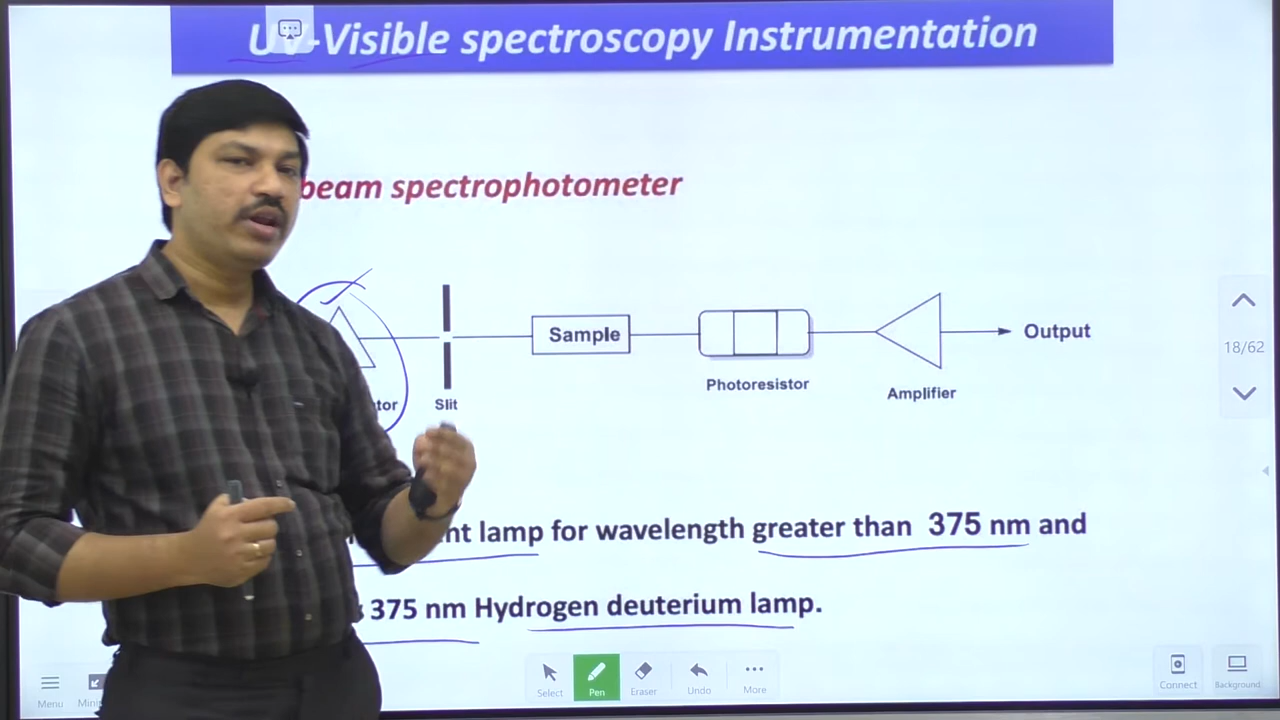 UV-Visible spectroscopy Instrumentation
beam spectrophotometer
Sample
Output
Photoresistor
Amplifier
Slit
18/62
lamp for wavelength greater than 375 nm and
375 nm Hydrogen deuterium lamp.
Menu
Select
Pen
Eraser
Undo
More
Connect
Background